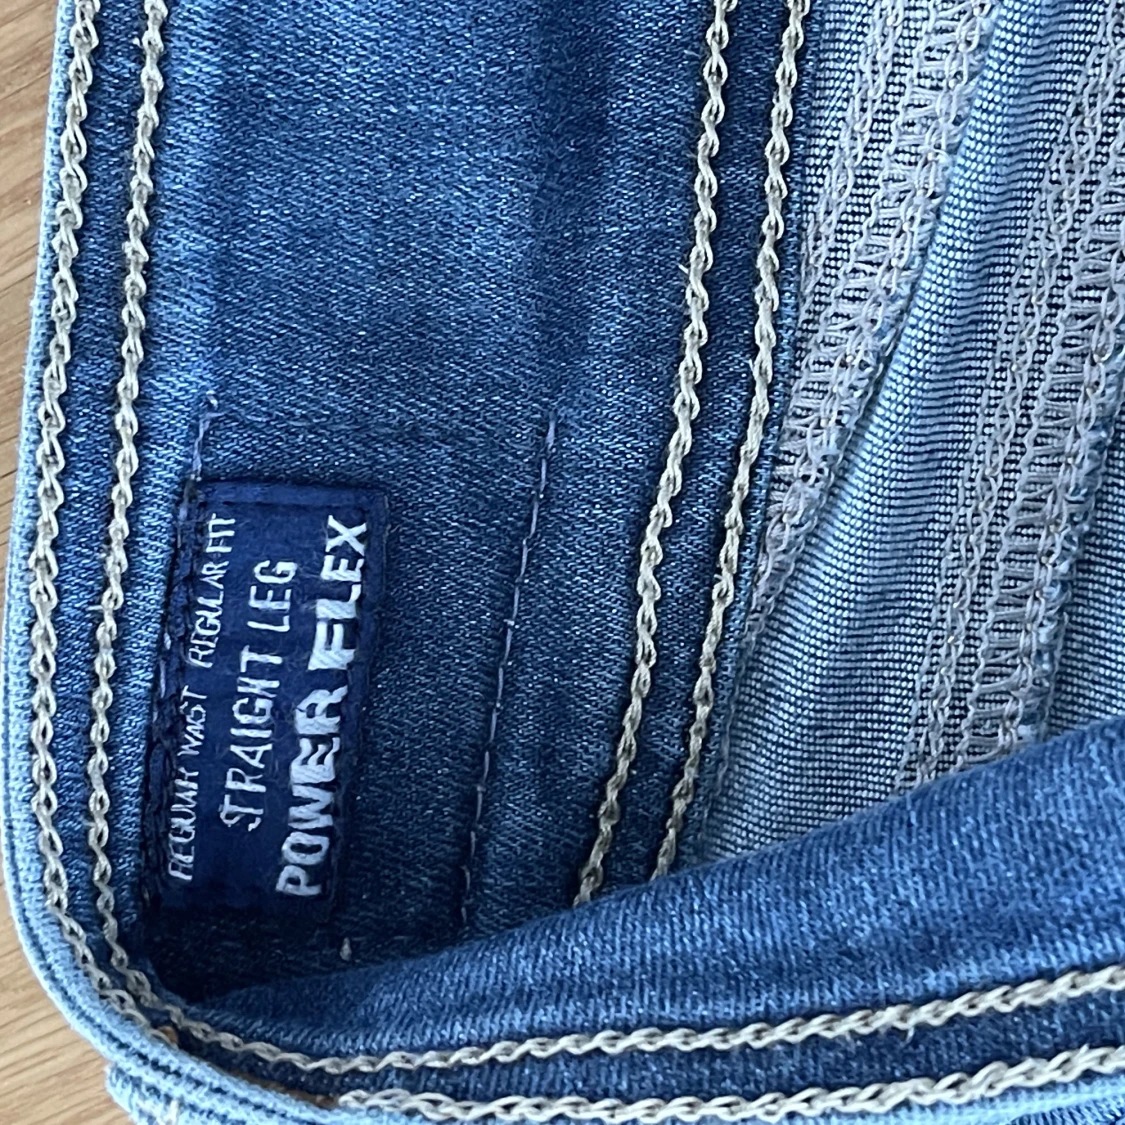 REGULAR WAIST REGULAR FIT
STRAIGHT LEG
POWER FLEX